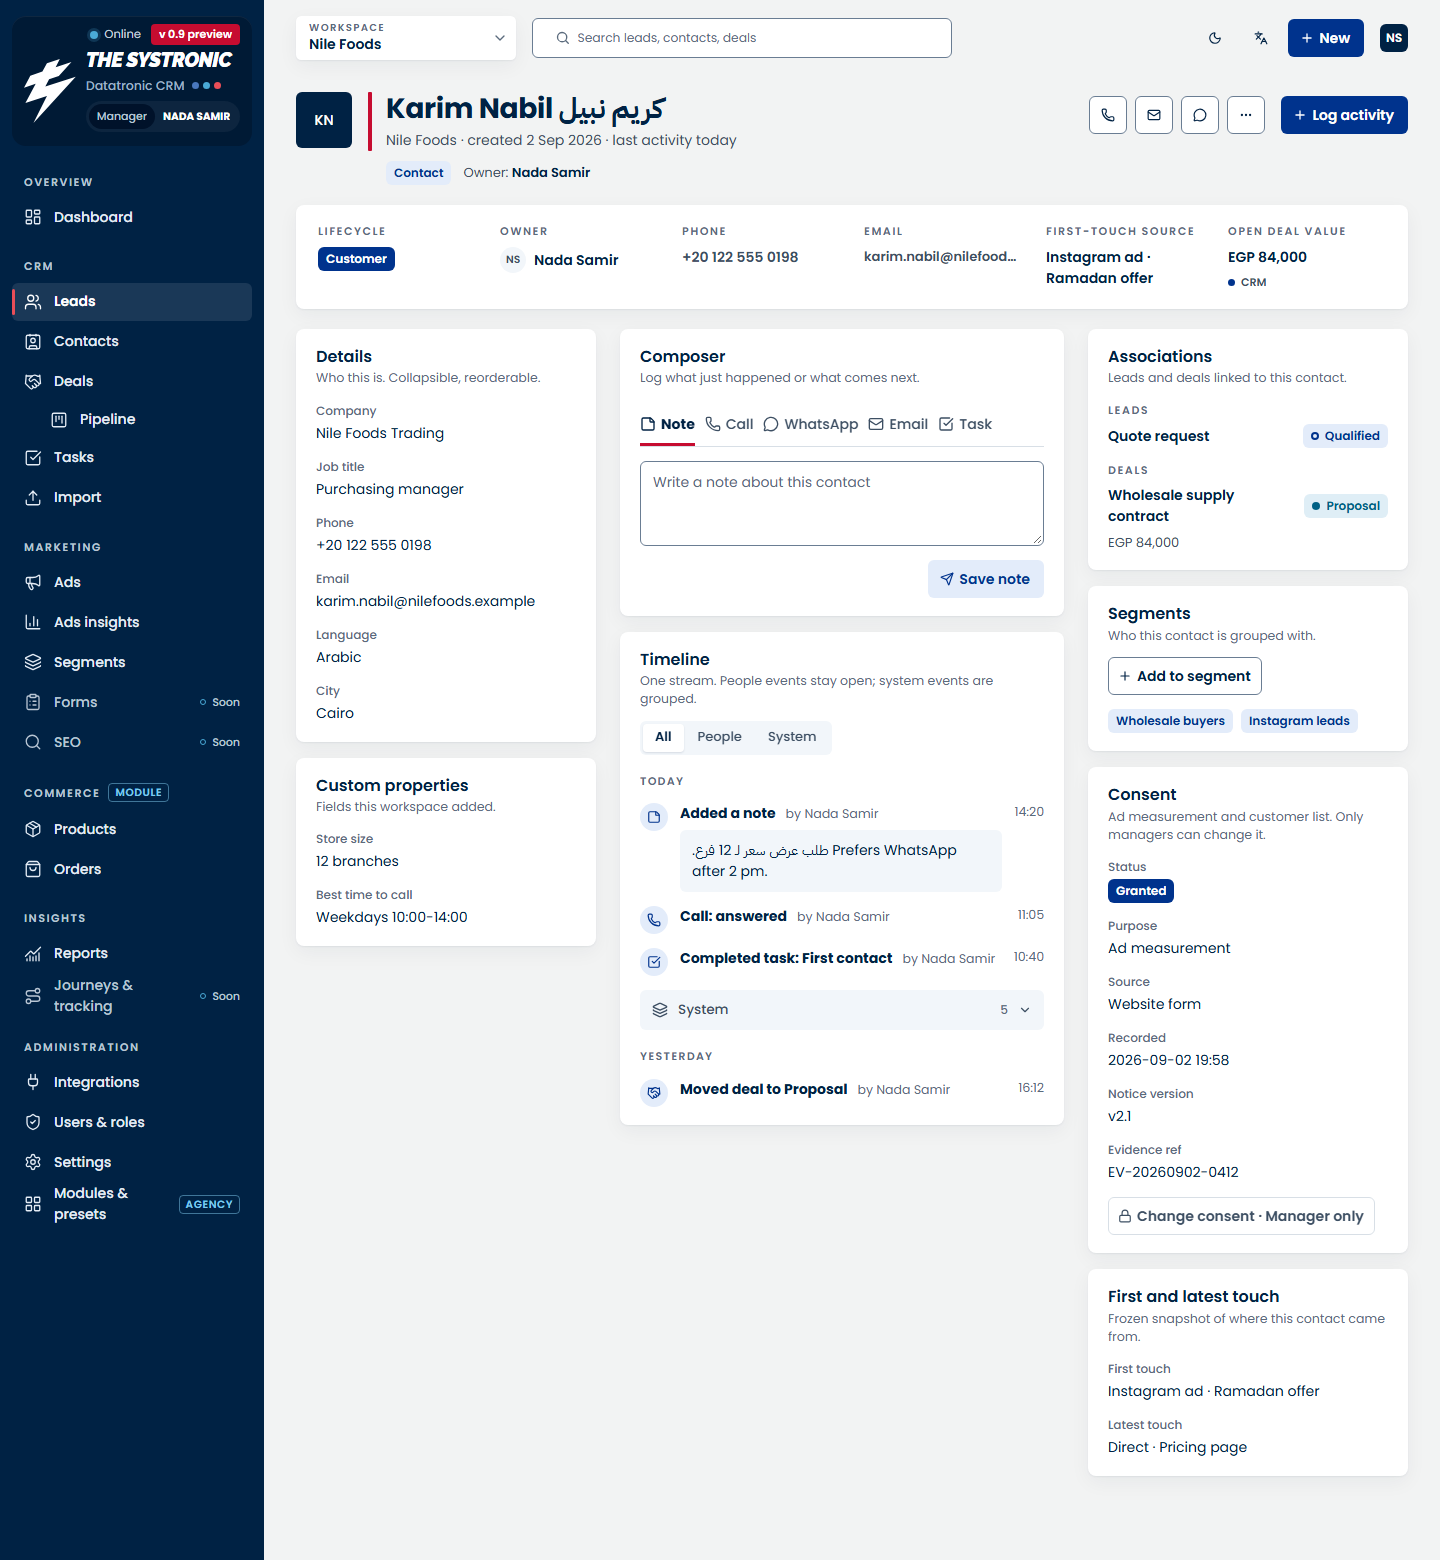 Online
v 0.9 preview
THE SYSTRONIC
Datatronic CRM
Manager NADA SAMIR
OVERVIEW
Dashboard
CRM
Leads
Contacts
Deals
Pipeline
Tasks
Import
MARKETING
Ads
Ads insights
Segments
Forms Soon
SEO Soon
COMMERCE MODULE
Products
Orders
INSIGHTS
Reports
Journeys &
tracking
Soon
ADMINISTRATION
Integrations
Users & roles
Settings
Modules &
presets
AGENCY
WORKSPACE
Nile Foods
Search leads, contacts, deals
+ New
NS
KN
Karim Nabil كريم نبيل
Nile Foods · created 2 Sep 2026 · last activity today
Contact Owner: Nada Samir
+ Log activity
LIFECYCLE
Customer
OWNER
NS Nada Samir
PHONE
+20 122 555 0198
EMAIL
karim.nabil@nilefood...
FIRST-TOUCH SOURCE
Instagram ad ·
Ramadan offer
OPEN DEAL VALUE
EGP 84,000
CRM
Details
Who this is. Collapsible, reorderable.
Company
Nile Foods Trading
Job title
Purchasing manager
Phone
+20 122 555 0198
Email
karim.nabil@nilefoods.example
Language
Arabic
City
Cairo
Custom properties
Fields this workspace added.
Store size
12 branches
Best time to call
Weekdays 10:00-14:00
Composer
Log what just happened or what comes next.
Note Call WhatsApp Email Task
Write a note about this contact
Save note
Timeline
One stream. People events stay open; system events are
grouped.
All People System
TODAY
Added a note by Nada Samir 14:20
طلب عرض سعر لـ 12 فرع. Prefers WhatsApp
after 2 pm.
Call: answered by Nada Samir 11:05
Completed task: First contact by Nada Samir 10:40
System 5
YESTERDAY
Moved deal to Proposal by Nada Samir 16:12
Associations
Leads and deals linked to this contact.
LEADS
Quote request Qualified
DEALS
Wholesale supply
contract
Proposal
EGP 84,000
Segments
Who this contact is grouped with.
+ Add to segment
Wholesale buyers Instagram leads
Consent
Ad measurement and customer list. Only
managers can change it.
Status
Granted
Purpose
Ad measurement
Source
Website form
Recorded
2026-09-02 19:58
Notice version
v2.1
Evidence ref
EV-20260902-0412
Change consent · Manager only
First and latest touch
Frozen snapshot of where this contact came
from.
First touch
Instagram ad · Ramadan offer
Latest touch
Direct · Pricing page